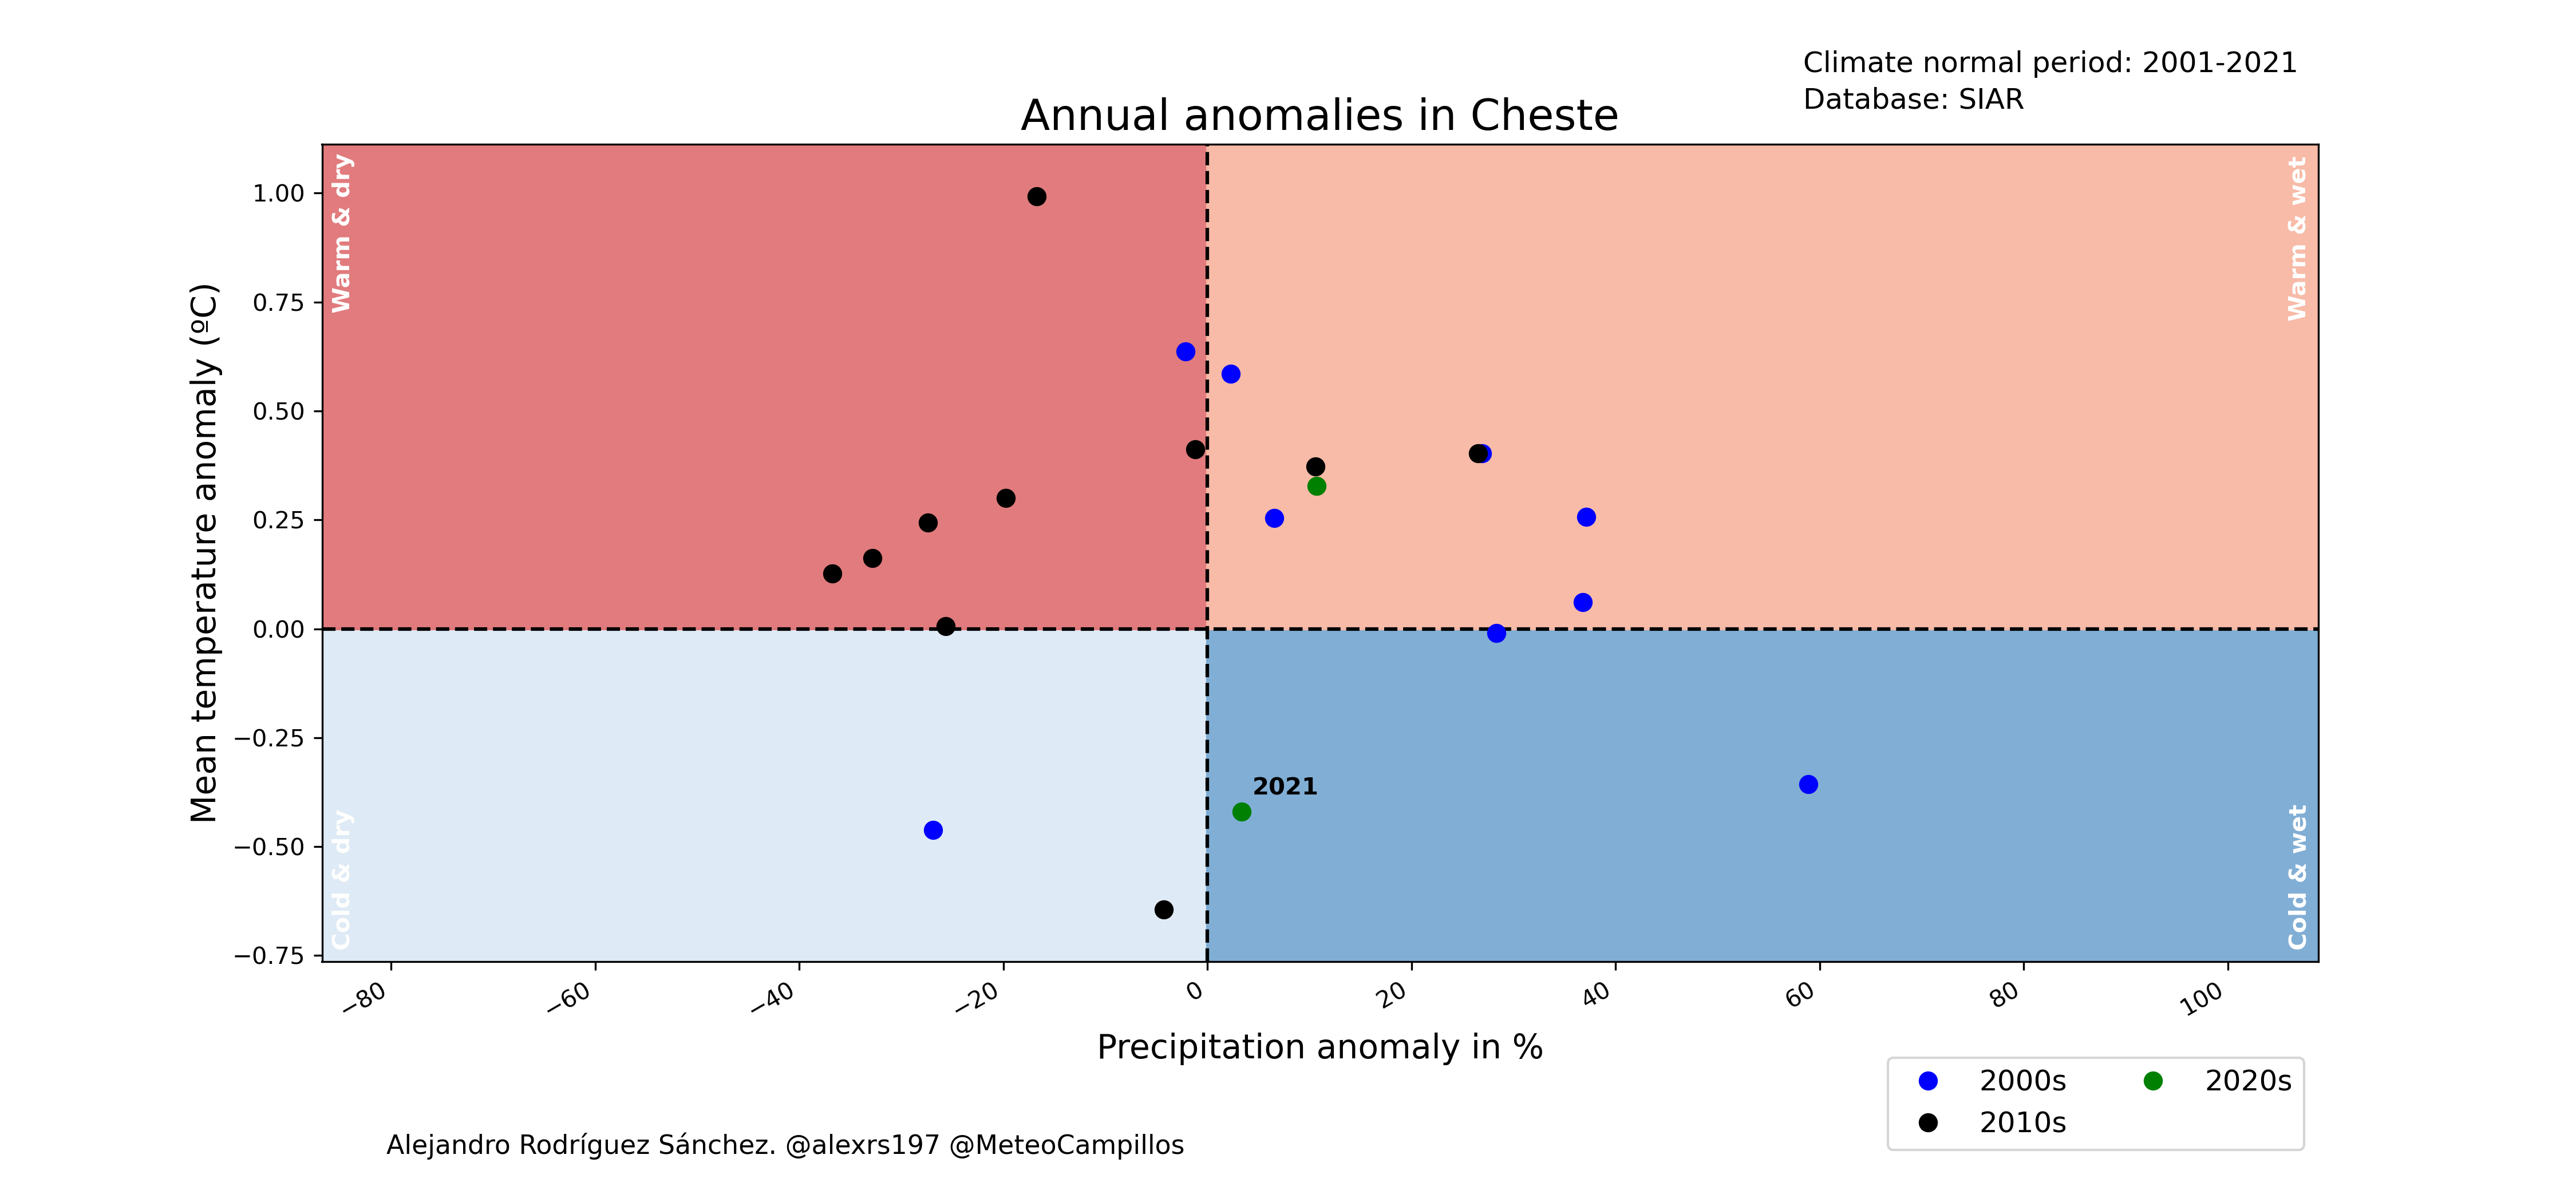 Climate normal period: 2001-2021
Database: SIAR
Annual anomalies in Cheste
Warm & dry
Warm & wet
Mean temperature anomaly (ºC)
1.00
0.75
0.50
0.25
0.00
−0.25
−0.50
−0.75
2021
Cold & dry
Cold & wet
−80
−60
−40
−20
0
20
40
60
80
100
Precipitation anomaly in %
2000s
2010s
2020s
Alejandro Rodríguez Sánchez. @alexrs197 @MeteoCampillos